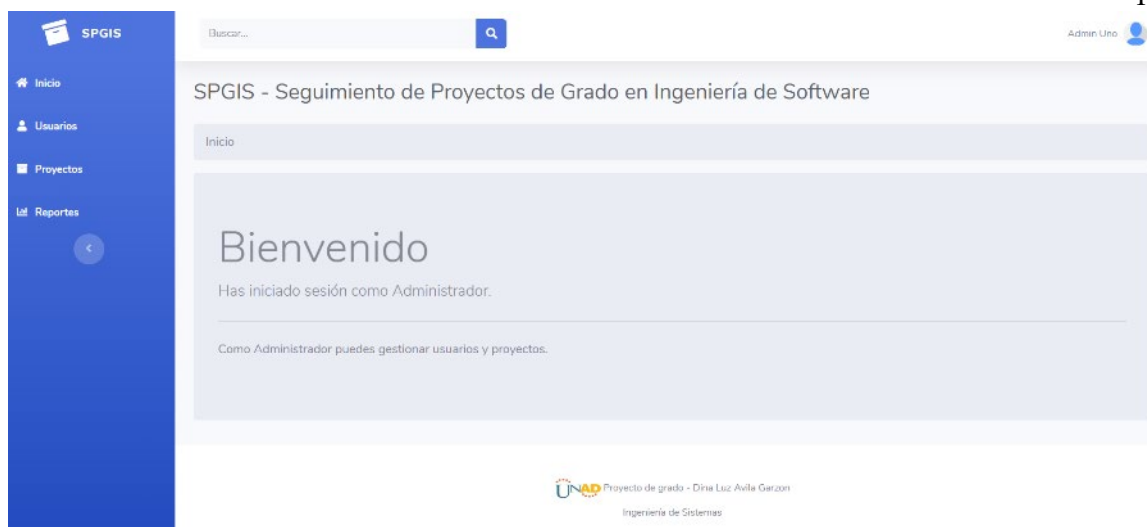 SPGIS
Buscar...
Admin Uno
Inicio
Usuarios
Proyectos
Reportes
SPGIS - Seguimiento de Proyectos de Grado en Ingeniería de Software
Inicio
Bienvenido
Has iniciado sesión como Administrador.
Como Administrador puedes gestionar usuarios y proyectos.
UNAD Proyecto de grado - Dina Luz Avila Garzon
Ingeniería de Sistemas